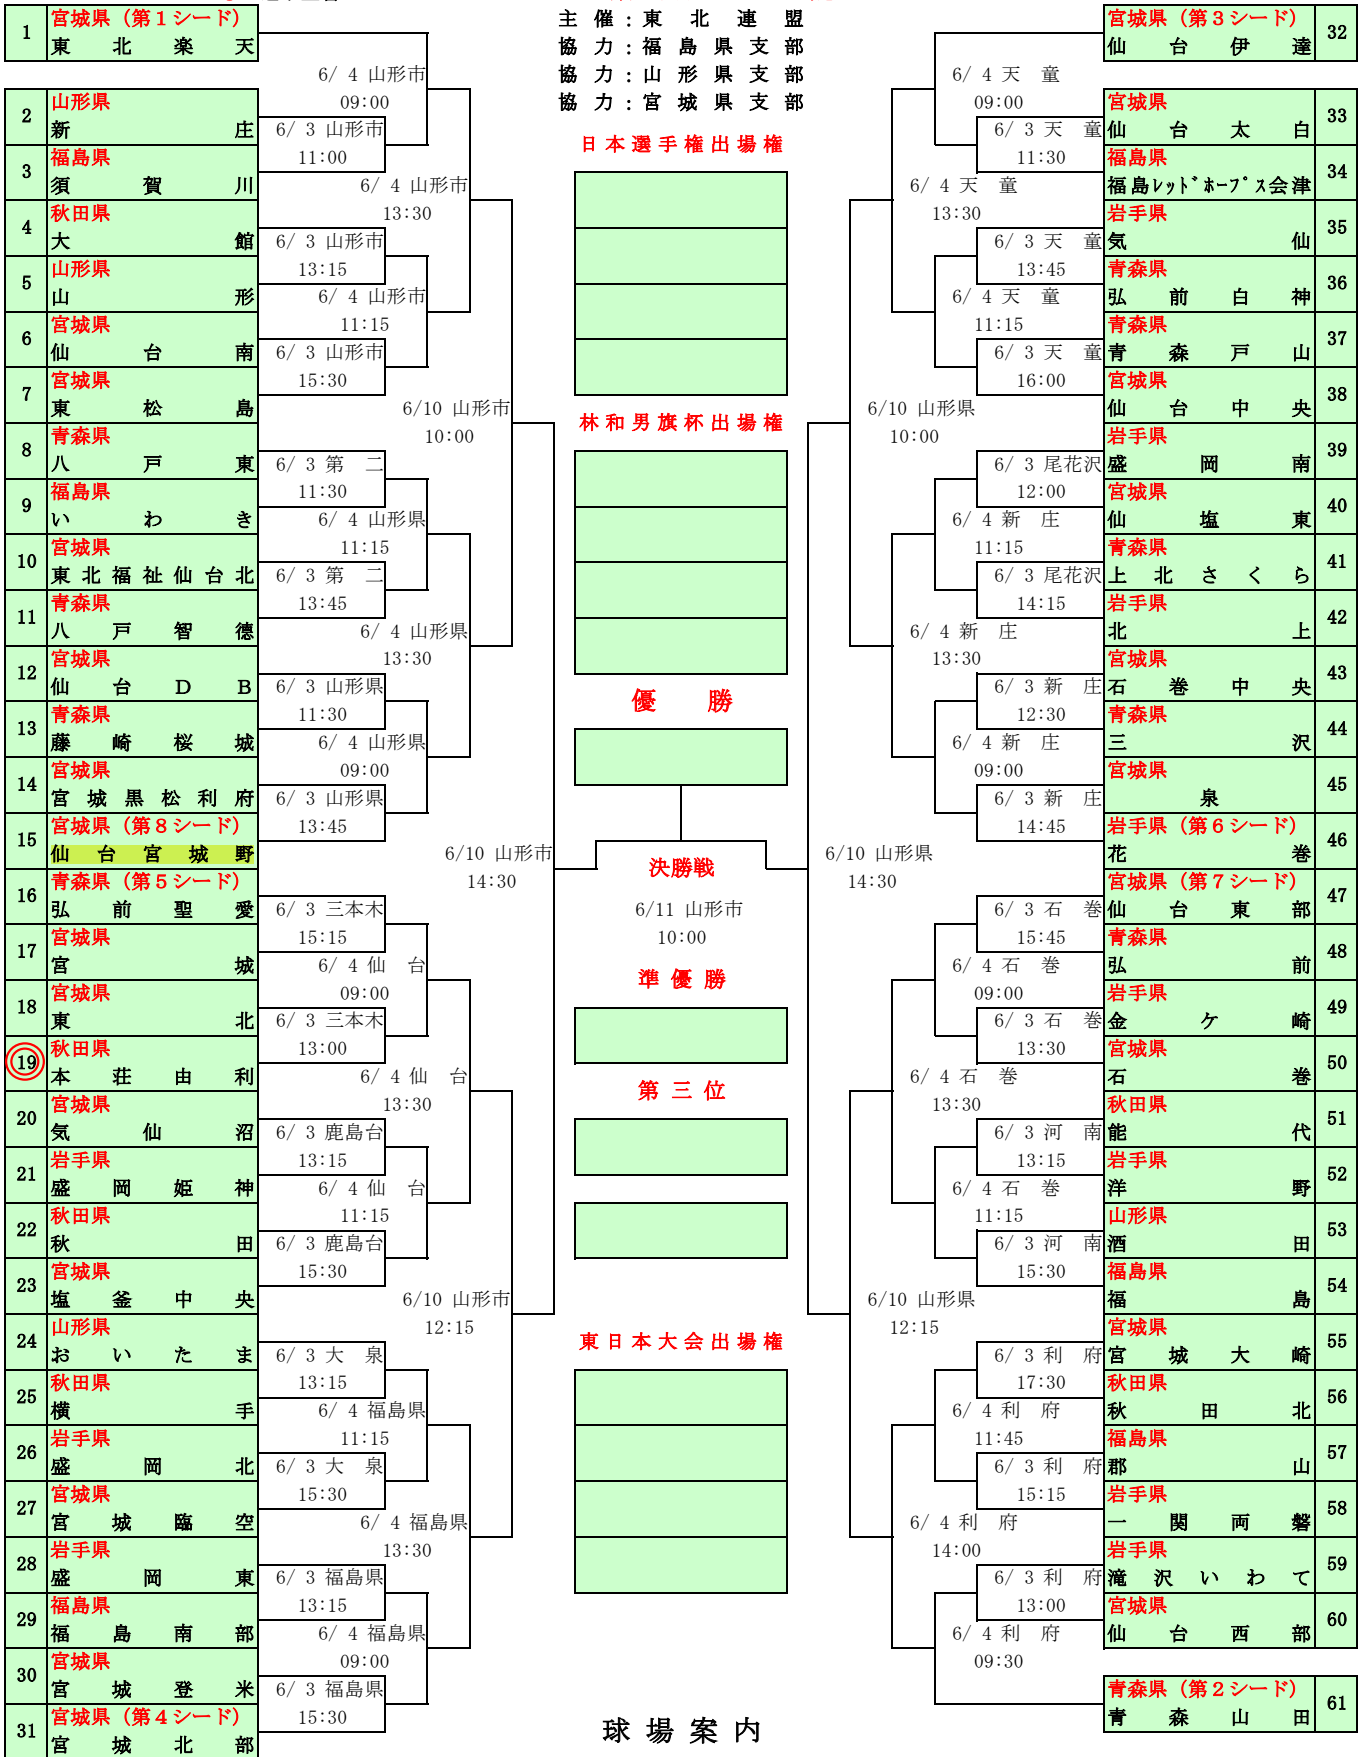 主催：東北連盟
協力：福島県支部
協力：山形県支部
協力：宮城県支部
1
宮城県（第1シード）
東北楽天
2
山形県
新庄
3
福島県
須賀川
4
秋田県
大館
5
山形県
山形
6
宮城県
仙台南
7
宮城県
東松島
8
青森県
八戸東
9
福島県
いわき
10
宮城県
東北福祉仙台北
11
青森県
八戸智徳
12
宮城県
仙台ＤＢ
13
青森県
藤崎桜城
14
宮城県
宮城黒松利府
15
宮城県（第8シード）
仙台宮城野
16
青森県（第5シード）
弘前聖愛
17
宮城県
宮城
18
宮城県
東北
19
秋田県
本荘由利
20
宮城県
気仙沼
21
岩手県
盛岡姫神
22
秋田県
秋田
23
宮城県
塩釜中央
24
山形県
おいたま
25
秋田県
横手
26
岩手県
盛岡北
27
宮城県
宮城臨空
28
岩手県
盛岡東
29
福島県
福島南部
30
宮城県
宮城登米
31
宮城県（第4シード）
宮城北部
6/ 4 山形市
09:00
6/ 3 山形市
11:00
6/ 4 山形市
13:30
6/ 3 山形市
13:15
6/ 4 山形市
11:15
6/ 3 山形市
15:30
6/10 山形市
10:00
6/ 3 第二
11:30
6/ 4 山形県
11:15
6/ 3 第二
13:45
6/ 4 山形県
13:30
6/ 3 山形県
11:30
6/ 4 山形県
09:00
6/ 3 山形県
13:45
6/10 山形市
14:30
6/ 3 三本木
15:15
6/ 4 仙台
09:00
6/ 3 三本木
13:00
6/ 4 仙台
13:30
6/ 3 鹿島台
13:15
6/ 4 仙台
11:15
6/ 3 鹿島台
15:30
6/10 山形市
12:15
6/ 3 大泉
13:15
6/ 4 福島県
11:15
6/ 3 大泉
15:30
6/ 4 福島県
13:30
6/ 3 福島県
13:15
6/ 4 福島県
09:00
6/ 3 福島県
15:30
日本選手権出場権
林和男旗杯出場権
優勝
決勝戦
6/11 山形市
10:00
準優勝
第三位
東日本大会出場権
球場案内
6/ 4 天童
09:00
6/ 3 天童
11:30
6/ 4 天童
13:30
6/ 3 天童
13:45
6/ 4 天童
11:15
6/ 3 天童
16:00
6/10 山形県
10:00
6/ 3 尾花沢
12:00
6/ 4 新庄
11:15
6/ 3 尾花沢
14:15
6/ 4 新庄
13:30
6/ 3 新庄
12:30
6/ 4 新庄
09:00
6/ 3 新庄
14:45
6/10 山形県
14:30
6/ 3 石巻
15:45
6/ 4 石巻
09:00
6/ 3 石巻
13:30
6/ 4 石巻
13:30
6/ 3 河南
13:15
6/ 4 石巻
11:15
6/ 3 河南
15:30
6/10 山形県
12:15
6/ 3 利府
17:30
6/ 4 利府
11:45
6/ 3 利府
15:15
6/ 4 利府
14:00
6/ 3 利府
13:00
6/ 4 利府
09:30
宮城県（第3シード）
仙台伊達
32
宮城県
仙台太白
33
福島県
福島ﾚｯﾄﾞﾎｰﾌﾟｽ会津
34
岩手県
気仙
35
青森県
弘前白神
36
青森県
青森戸山
37
宮城県
仙台中央
38
岩手県
盛岡南
39
宮城県
仙塩東
40
青森県
上北さくら
41
岩手県
北上
42
宮城県
石巻中央
43
青森県
三沢
44
宮城県
泉
45
岩手県（第6シード）
花巻
46
宮城県（第7シード）
仙台東部
47
青森県
弘前
48
岩手県
金ケ崎
49
宮城県
石巻
50
秋田県
能代
51
岩手県
洋野
52
山形県
酒田
53
福島県
福島
54
宮城県
宮城大崎
55
秋田県
秋田北
56
福島県
郡山
57
岩手県
一関両磐
58
岩手県
滝沢いわて
59
宮城県
仙台西部
60
青森県（第2シード）
青森山田
61